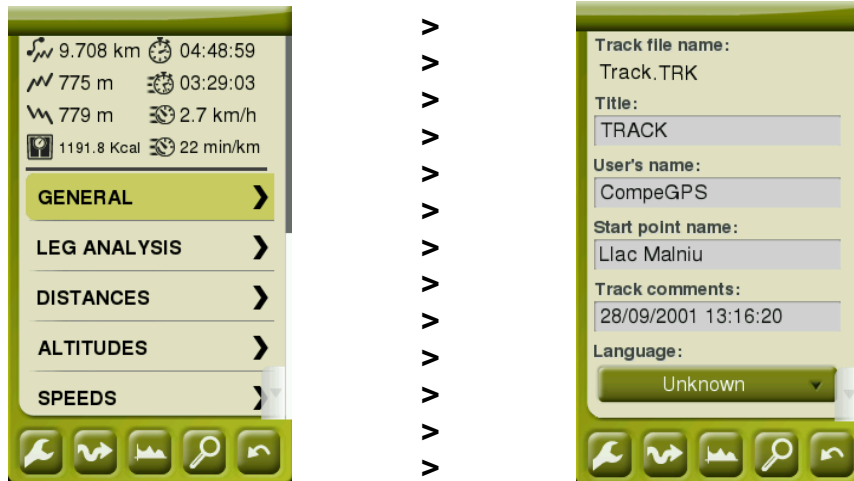 9.708 km 04:48:59
775 m 03:29:03
779 m 2.7 km/h
1191.8 Kcal 22 min/km
GENERAL
LEG ANALYSIS
DISTANCES
ALTITUDES
SPEEDS
>
>
>
>
>
>
>
>
>
>
>
>
>
Track file name:
Track.TRK
Title:
TRACK
User's name:
CompeGPS
Start point name:
Llac Malniu
Track comments:
28/09/2001 13:16:20
Language:
Unknown